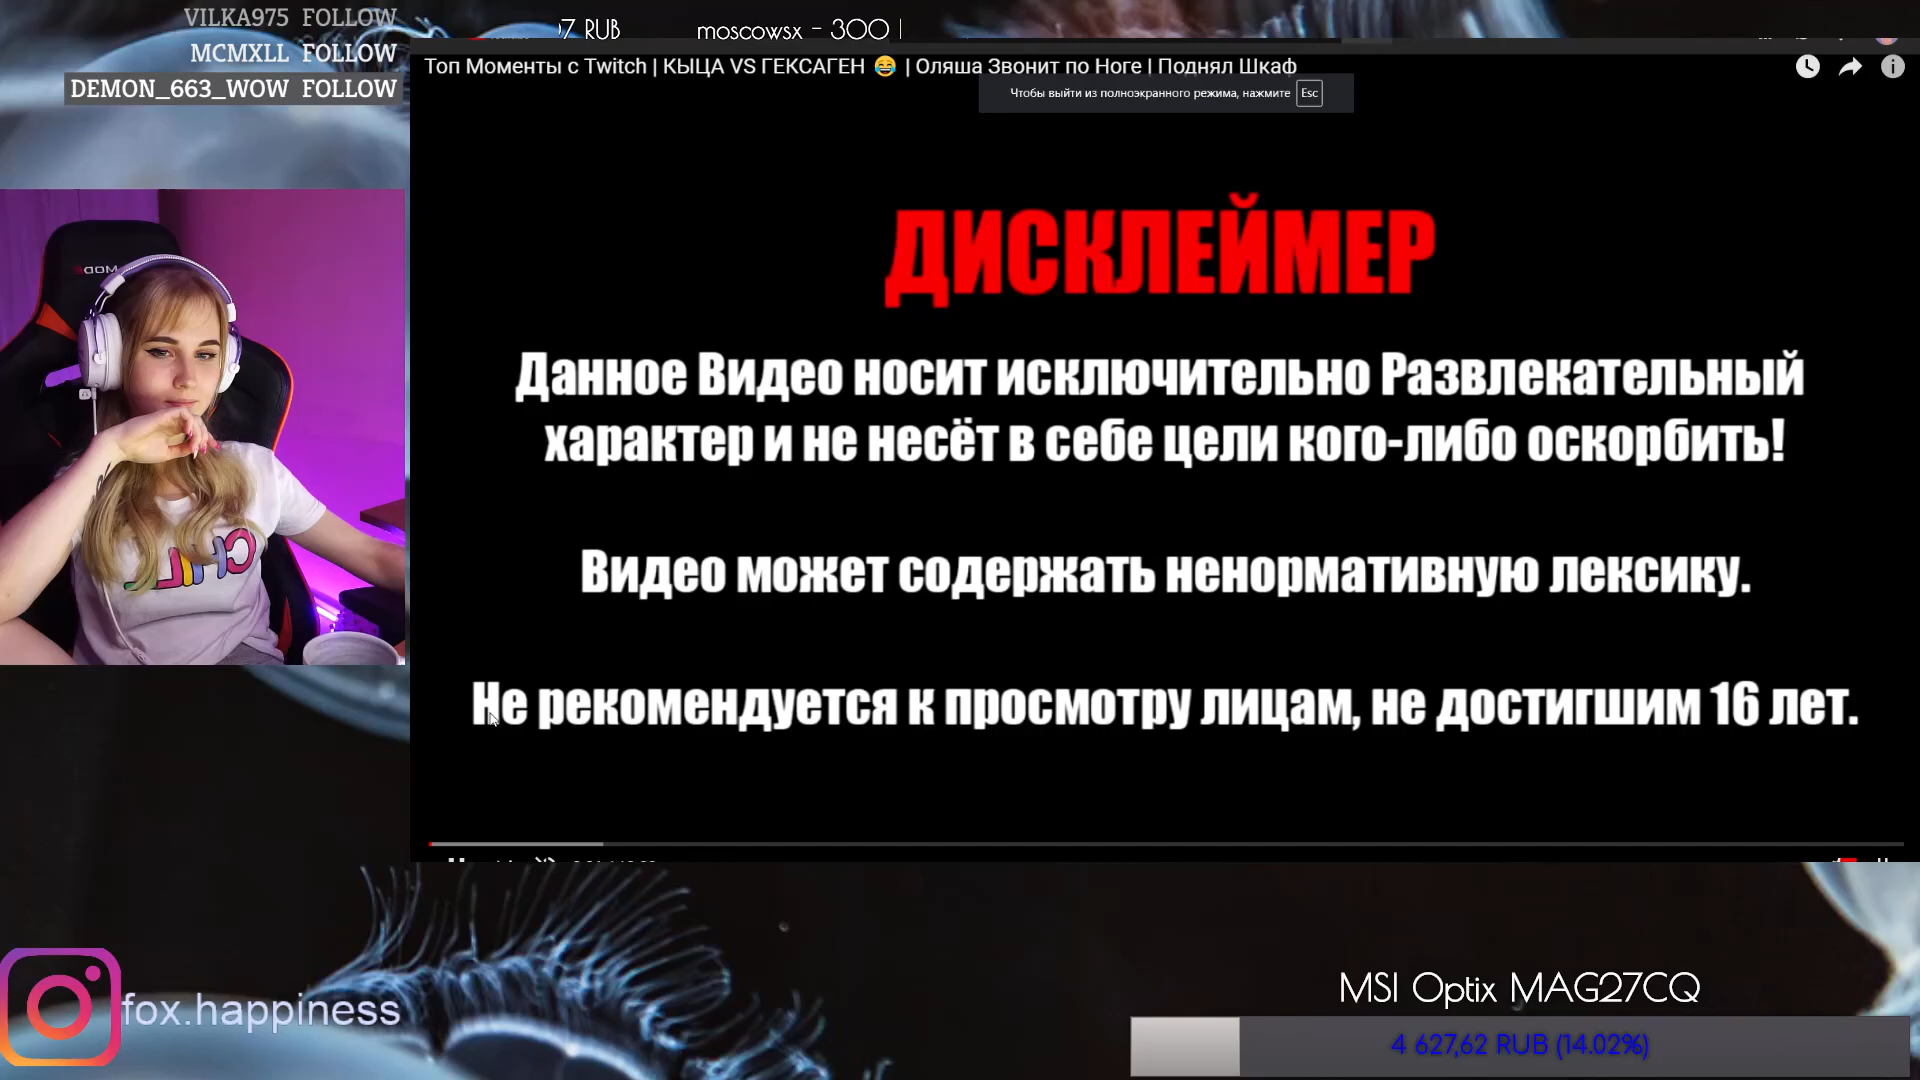 VILKA975 FOLLOW
MCMXLL FOLLOW
DEMON_663_WOW FOLLOW
7 RUB moscowsx - 300
Топ Моменты с Twitch | КЫЦА VS ГЕКСАГЕН 😂 | Оляша Звонит по Ноге | Поднял Шкаф
Чтобы выйти из полноэкранного режима, нажмите Esc
ДИСКЛЕЙМЕР
Данное Видео носит исключительно Развлекательный
характер и не несёт в себе цели кого-либо оскорбить!
Видео может содержать ненормативную лексику.
Не рекомендуется к просмотру лицам, не достигшим 16 лет.
CHILL
fox.happiness
MSI Optix MAG27CQ
4 627,62 RUB (14.02%)